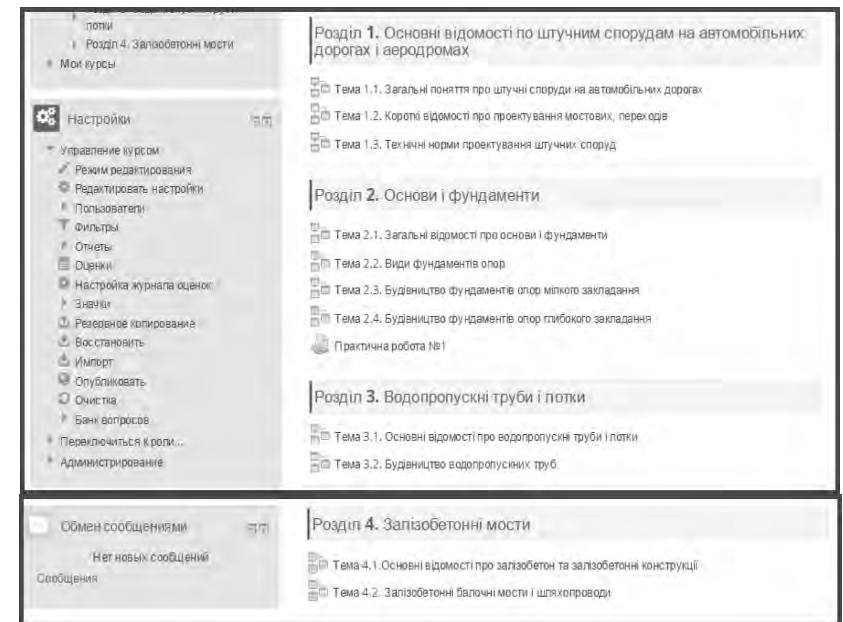 лотки
Розділ 4. Залізобетонні мости
Мои курсы
Настройки
Управление курсом
Режим редактирования
Редактировать настройки
Пользователи
Фильтры
Отчеты
Оценки
Настройка журнала оценок
Значки
Резервное копирование
Восстановить
Импорт
Опубликовать
Очистка
Банк вопросов
Переключиться к роли...
Администрирование
Розділ 1. Основні відомості по штучним спорудам на автомобільних
дорогах і аеродромах
Тема 1.1. Загальні поняття про штучні споруди на автомобільних дорогах
Тема 1.2. Короткі відомості про проектування мостових, переходів
Тема 1.3. Технічні норми проектування штучних споруд
Розділ 2. Основи і фундаменти
Тема 2.1. Загальні відомості про основи і фундаменти
Тема 2.2. Види фундаментів опор
Тема 2.3. Будівництво фундаментів опор мілкого закладання
Тема 2.4. Будівництво фундаментів опор глибокого закладання
Практична робота №1
Розділ 3. Водопропускні труби і лотки
Тема 3.1. Основні відомості про водопропускні труби і лотки
Тема 3.2. Будівництво водопропускних труб
Обмен сообщениями
Нет новых сообщений
Сообщения
Розділ 4. Залізобетонні мости
Тема 4.1.Основні відомості про залізобетон та залізобетонні конструкції
Тема 4.2. Залізобетонні балочні мости і шляхопроводи